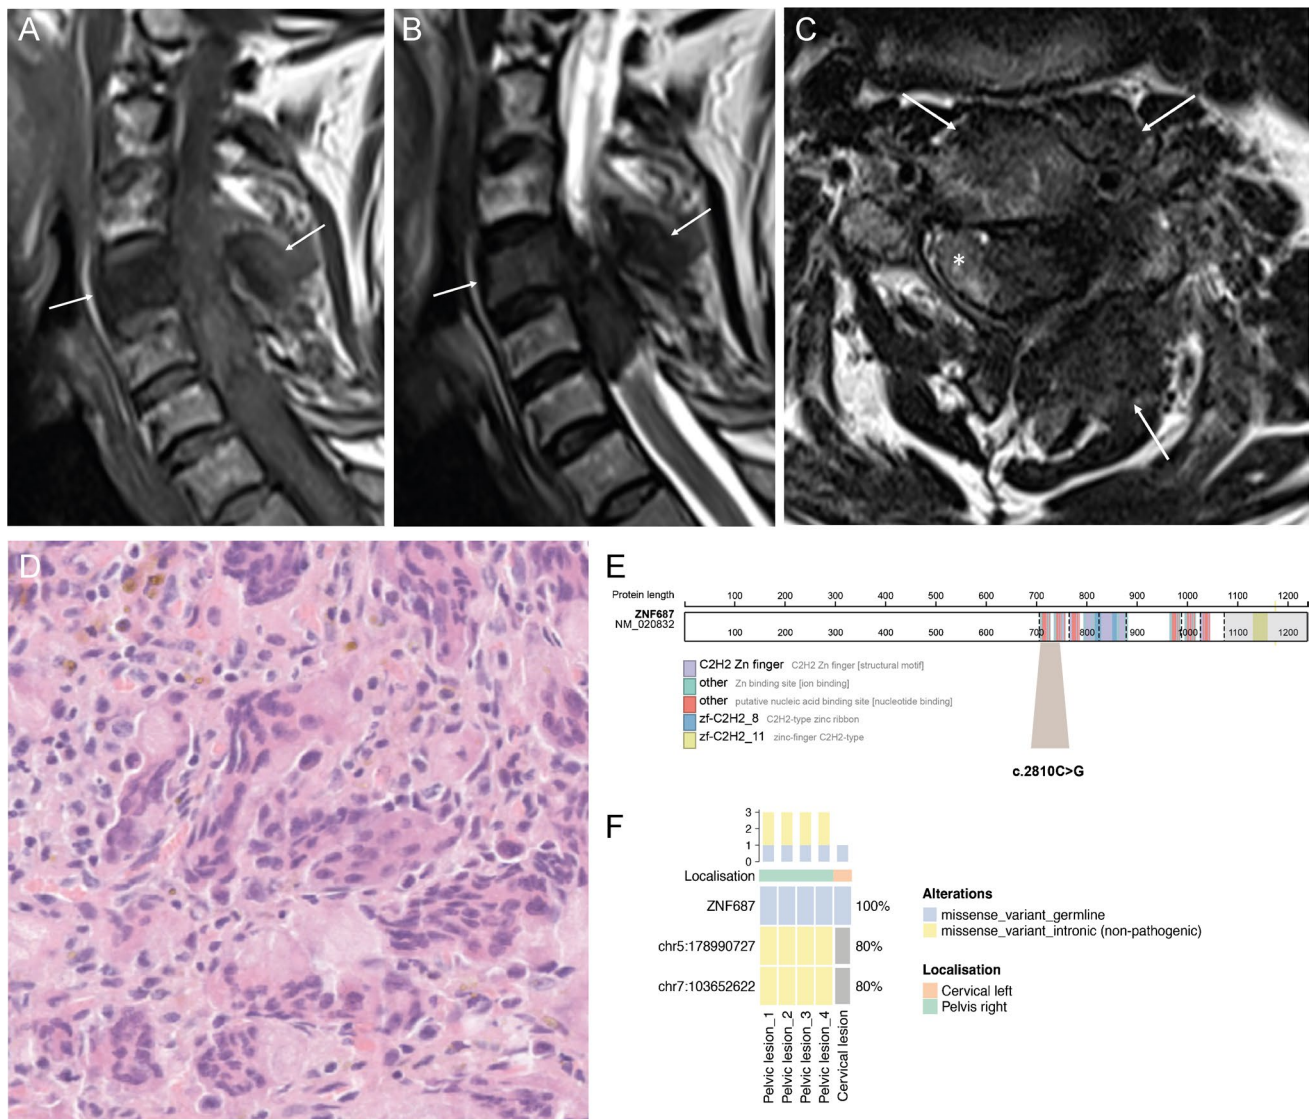 A
B
C
*
D
E
Protein length
100 200 300 400 500 600 700 800 900 1000 1100 1200
ZNF687
NM_020832
100 200 300 400 500 600 700 800 900 1000 1100 1200
C2H2 Zn finger C2H2 Zn finger [structural motif]
other Zn binding site [ion binding]
other putative nucleic acid binding site [nucleotide binding]
zf-C2H2_8 C2H2-type zinc ribbon
zf-C2H2_11 zinc-finger C2H2-type
c.2810C>G
F
3
2
1
0
Localisation
ZNF687 100%
chr5:178990727 80%
chr7:103652622 80%
Pelvic lesion_1
Pelvic lesion_2
Pelvic lesion_3
Pelvic lesion_4
Cervical lesion
Alterations
missense_variant_germline
missense_variant_intronic (non-pathogenic)
Localisation
Cervical left
Pelvis right